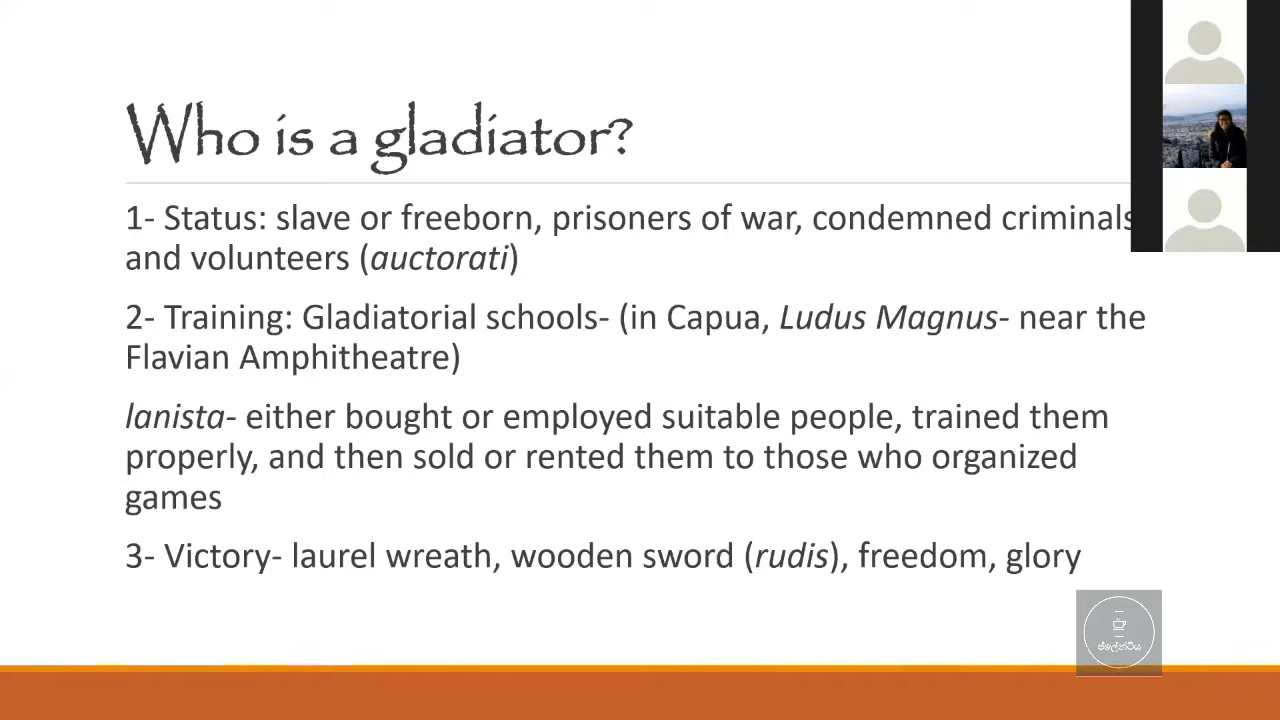 Who is a gladiator?
1- Status: slave or freeborn, prisoners of war, condemned criminals
and volunteers (auctorati)
2- Training: Gladiatorial schools- (in Capua, Ludus Magnus- near the
Flavian Amphitheatre)
lanista- either bought or employed suitable people, trained them
properly, and then sold or rented them to those who organized
games
3- Victory- laurel wreath, wooden sword (rudis), freedom, glory
ප්ලේන්ටිය